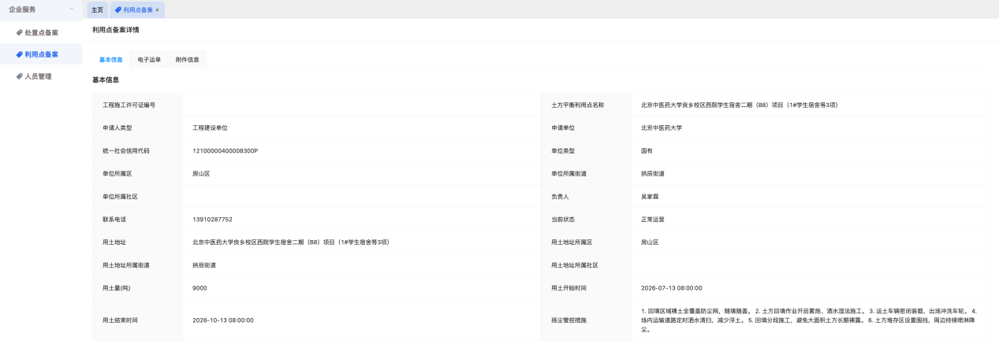 企业服务
处置点备案
利用点备案
人员管理
主页 利用点备案 ×
利用点备案详情
基本信息 电子运单 附件信息
基本信息
工程施工许可证编号 土方平衡利用点名称 北京中医药大学良乡校区西院学生宿舍二期（B8）项目（1#学生宿舍等3项）
申请人类型 工程建设单位 申请单位 北京中医药大学
统一社会信用代码 12100000400008300P 单位类型 国有
单位所属区 房山区 单位所属街道 拱辰街道
单位所属社区 负责人 吴家霖
联系电话 13910287752 当前状态 正常运营
用土地址 北京中医药大学良乡校区西院学生宿舍二期（B8）项目（1#学生宿舍等3项） 用土地址所属区 房山区
用土地址所属街道 拱辰街道 用土地址所属社区
用土量(吨) 9000 用土开始时间 2026-07-13 08:00:00
用土结束时间 2026-10-13 08:00:00 扬尘管控措施
1. 回填区域裸土全覆盖防尘网，随填随盖。 2. 土方回填作业开启雾炮、洒水湿法施工。 3. 运土车辆密闭装载，出场冲洗车轮。 4.
场内运输道路定时洒水清扫，减少浮土。 5. 回填分段施工，避免大面积土方长期裸露。 6. 土方堆存区设置围挡，周边持续喷淋降
尘。